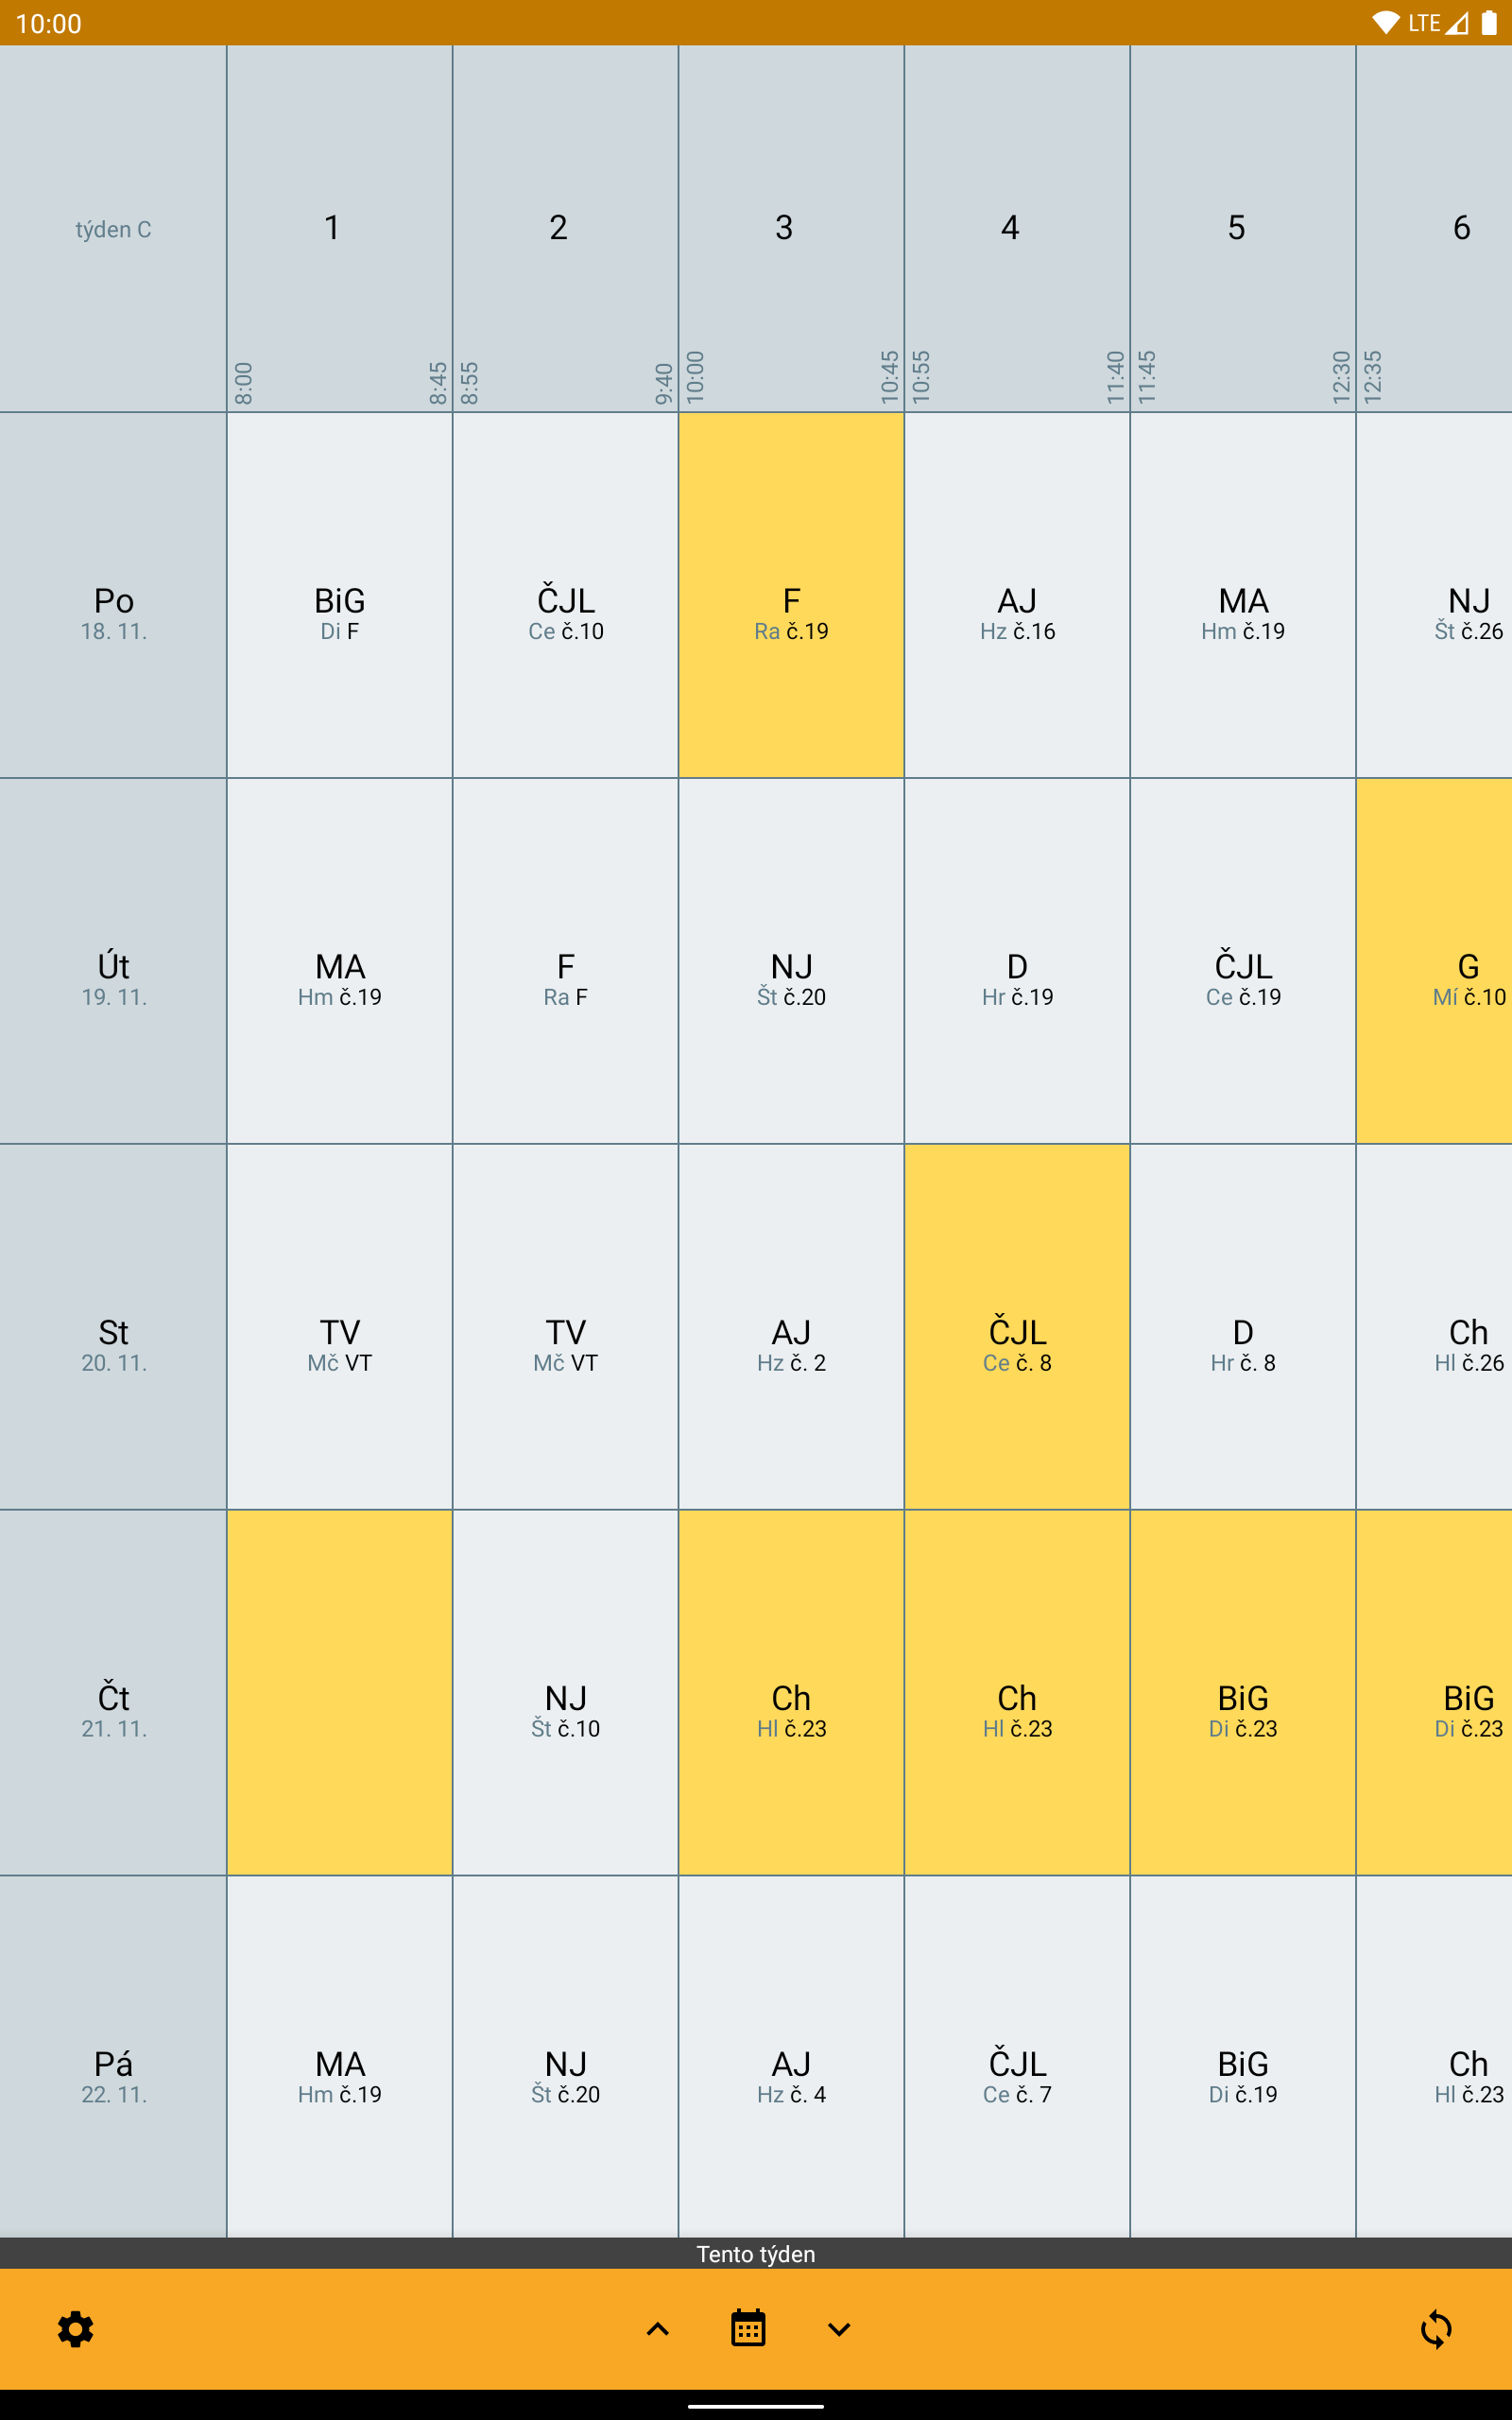 10:00 LTE
týden C 1 2 3 4 5 6
8:00 8:45 8:55 9:40 10:00 10:45 10:55 11:40 11:45 12:30 12:35
Po BiG ČJL F AJ MA NJ
18. 11. Di F Ce č.10 Ra č.19 Hz č.16 Hm č.19 Št č.26
Út MA F NJ D ČJL G
19. 11. Hm č.19 Ra F Št č.20 Hr č.19 Ce č.19 Mí č.10
St TV TV AJ ČJL D Ch
20. 11. Mč VT Mč VT Hz č. 2 Ce č. 8 Hr č. 8 Hl č.26
Čt NJ Ch Ch BiG BiG
21. 11. Št č.10 Hl č.23 Hl č.23 Di č.23 Di č.23
Pá MA NJ AJ ČJL BiG Ch
22. 11. Hm č.19 Št č.20 Hz č. 4 Ce č. 7 Di č.19 Hl č.23
Tento týden